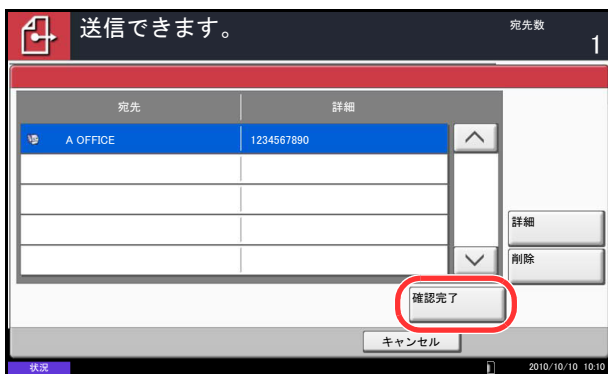 送信できます。
宛先数
1
宛先 詳細
A OFFICE 1234567890
詳細
削除
確認完了
キャンセル
状況 2010/10/10 10:10